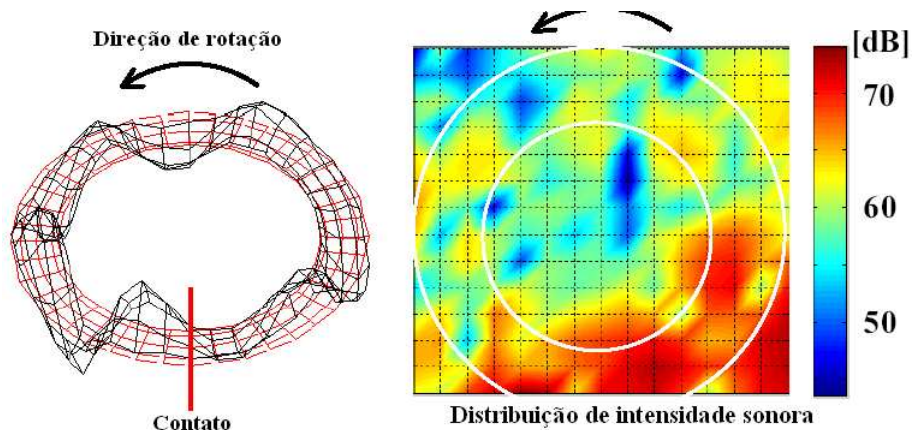 Direção de rotação
Contato
[dB]
70
60
50
Distribuição de intensidade sonora